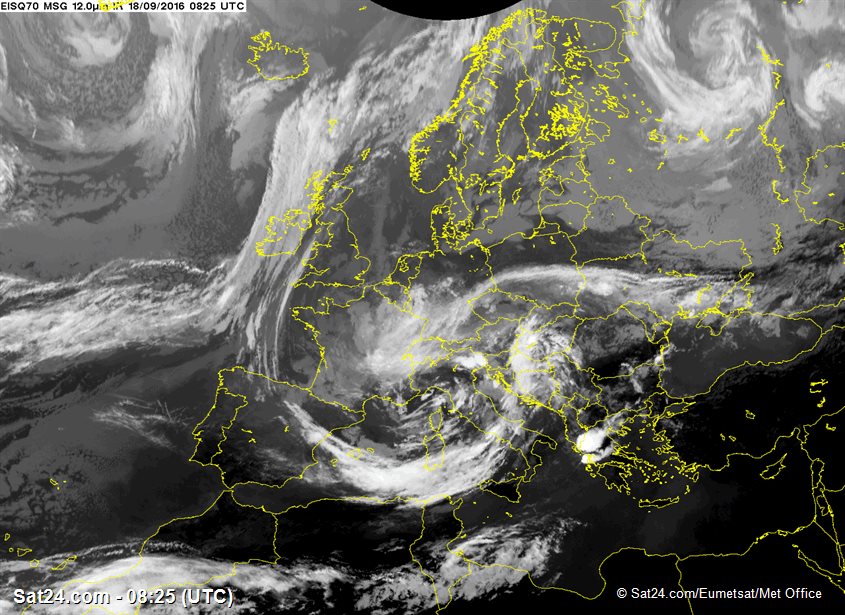 EISQ70 MSG 12.0µm IR 18/09/2016 0825 UTC
Sat24.com - 08:25 (UTC)
© Sat24.com/Eumetsat/Met Office